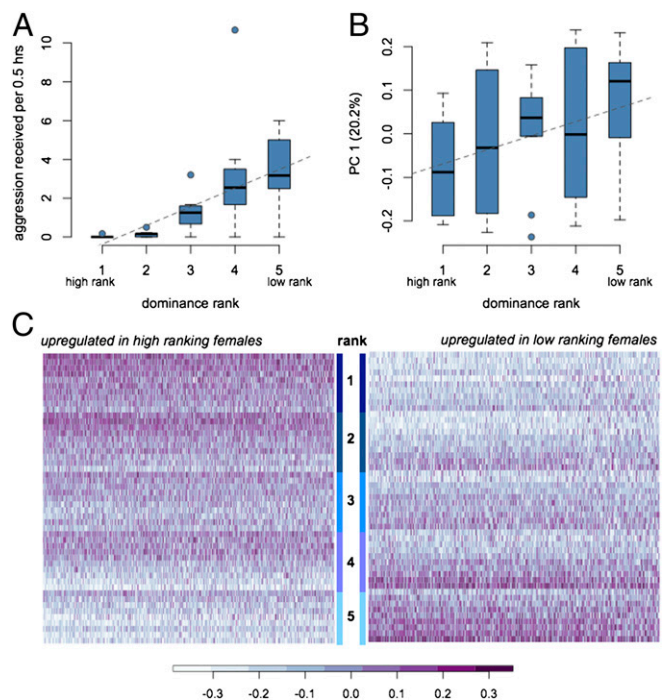 A
aggression received per 0.5 hrs
10
8
6
4
2
0
1 2 3 4 5
high rank low rank
dominance rank
B
PC 1 (20.2%)
0.2
0.1
0.0
-0.1
-0.2
1 2 3 4 5
high rank low rank
dominance rank
C
upregulated in high ranking females rank upregulated in low ranking females
1
2
3
4
5
-0.3 -0.2 -0.1 0.0 0.1 0.2 0.3